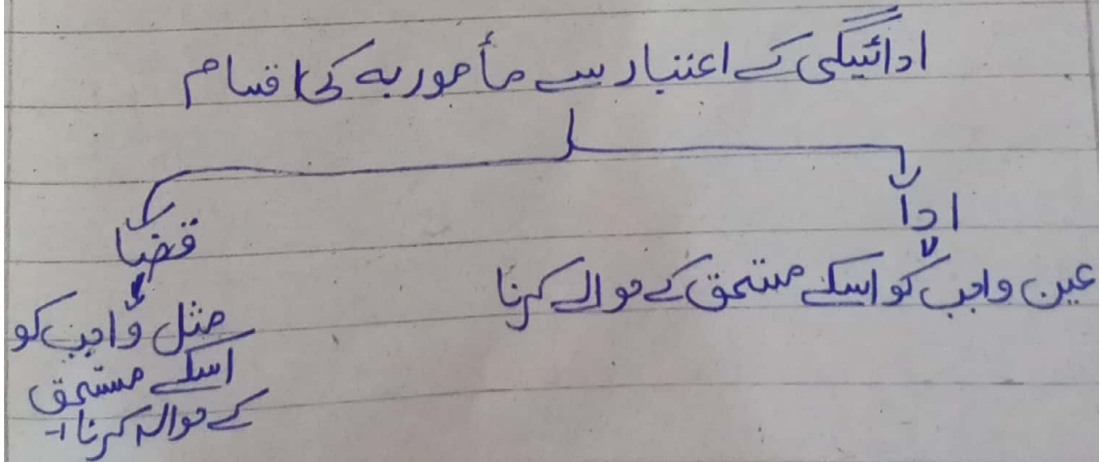 ادائیگی کے اعتبار سے مأمور بہ کی اقسام
ادا
عین واجب کو اسکے مستحق کے حوالے کرنا
قضا
مثل واجب کو
اسکے مستحق
کے حوالہ کرنا۔